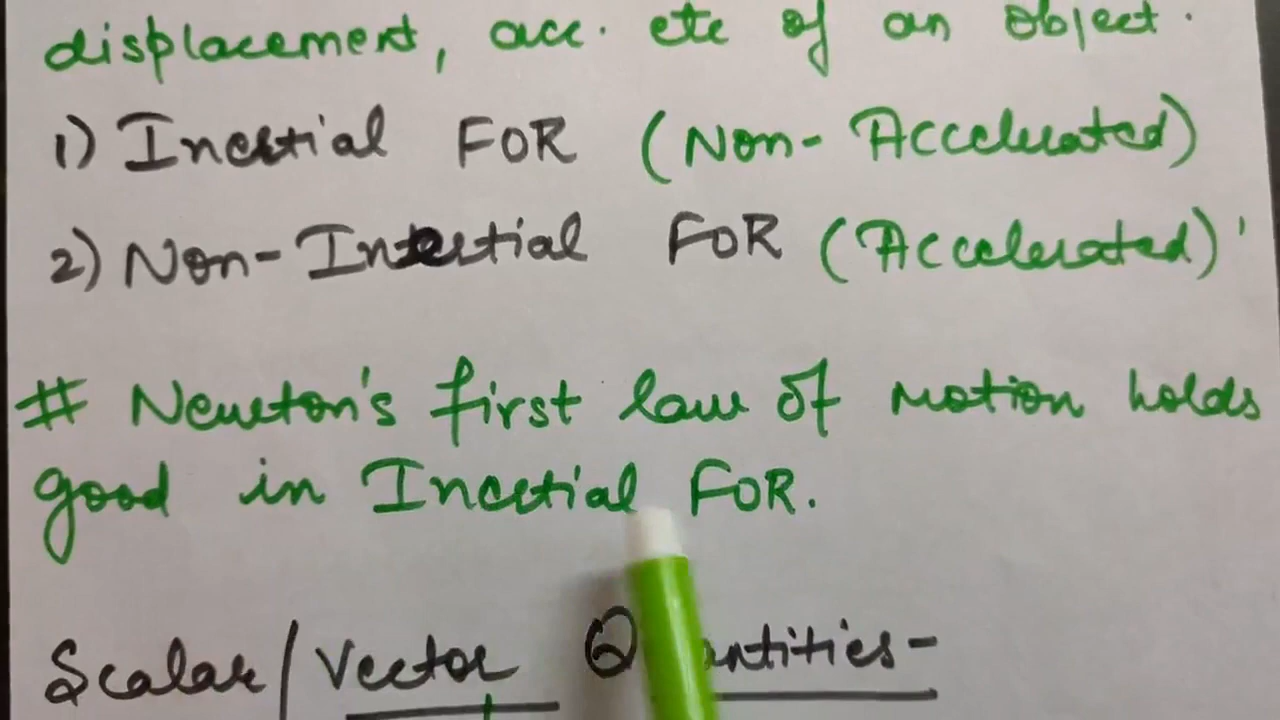 displacement, acc. etc of an object.
1) Inertial FOR (Non-Accelerated)
2) Non-Inertial FOR (Accelerated)
# Newton's first law of motion holds
good in Inertial FOR.
Scalar/Vector